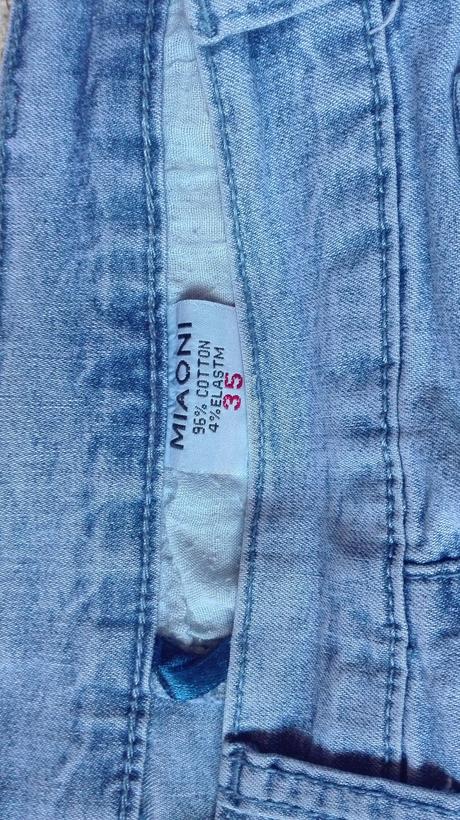 MIAONI
96% COTTON
4% ELASTM
35